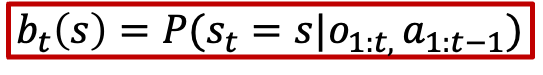 b_t(s) = P(s_t = s|o_{1:t,} a_{1:t−1})